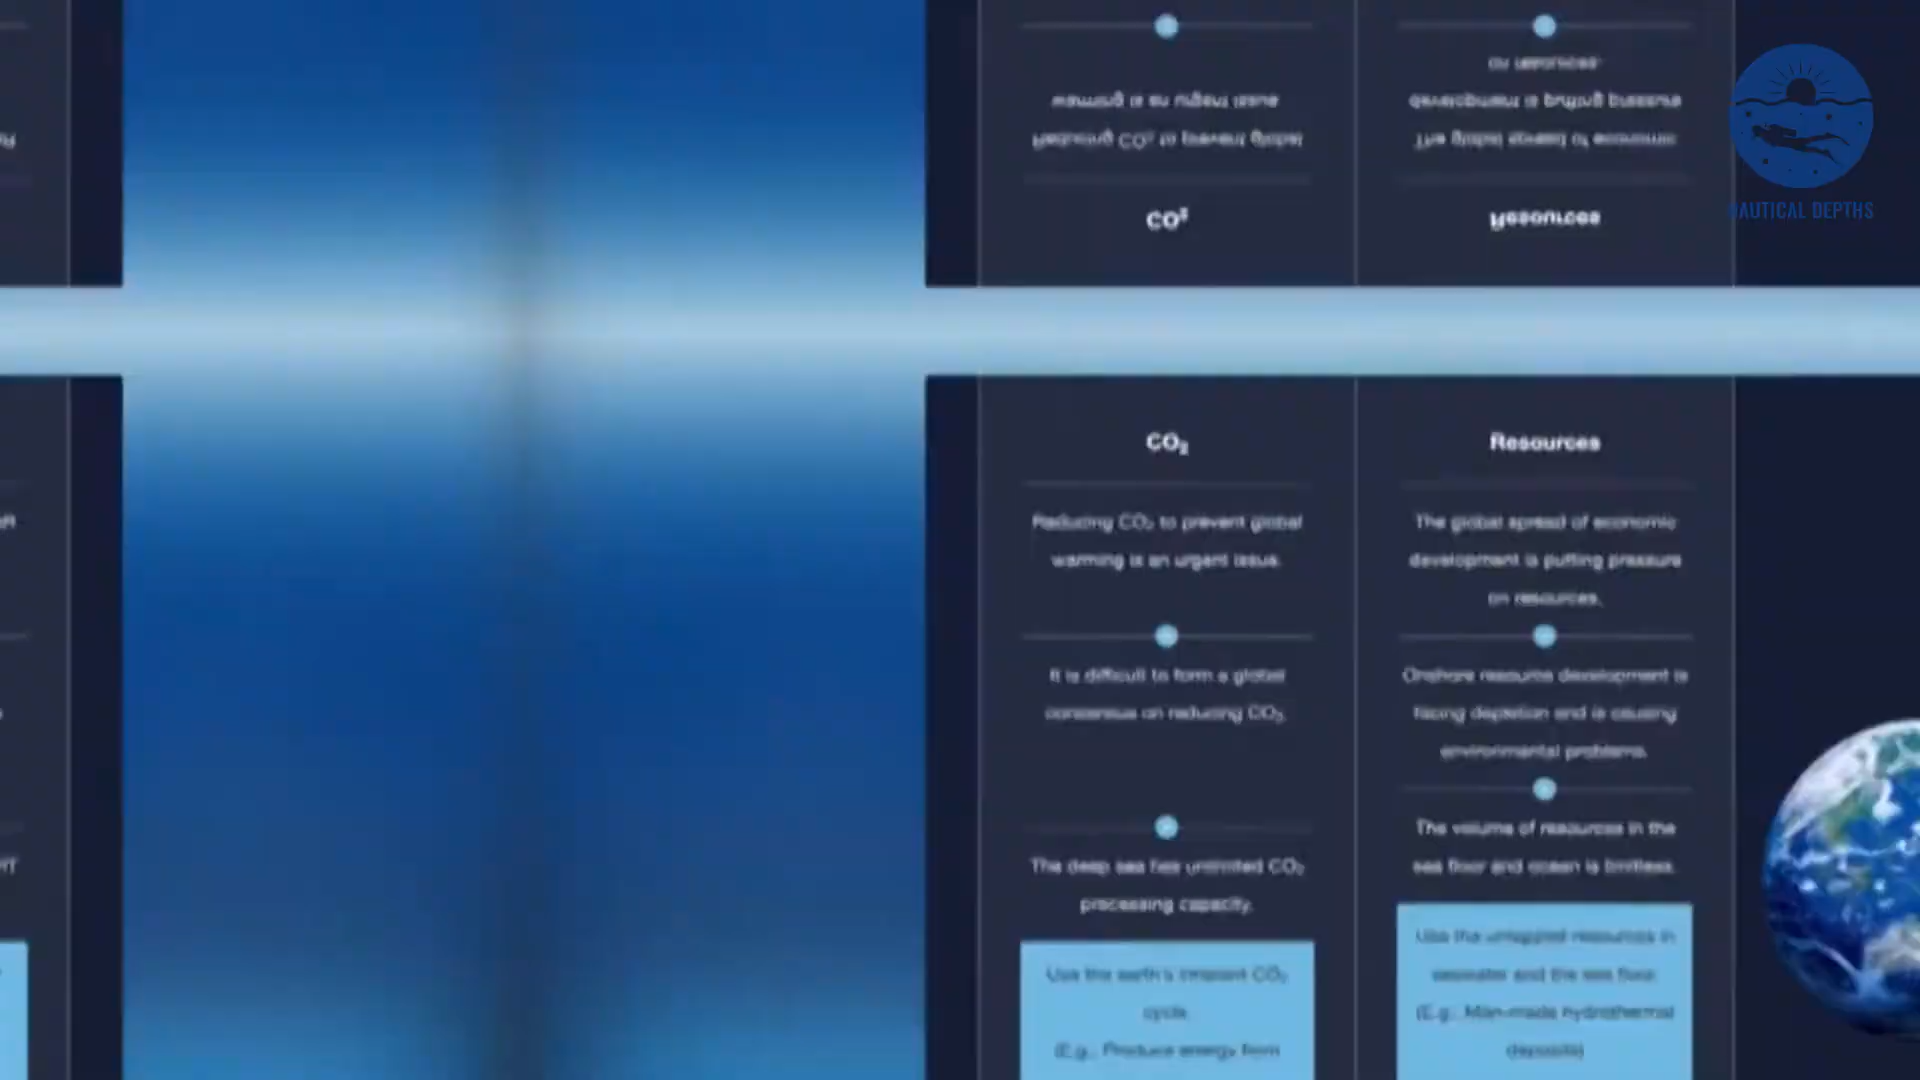 NAUTICAL DEPTHS
CO₂
Reducing CO₂ to prevent global
warming is an urgent issue.
It is difficult to form a global
consensus on reducing CO₂.
The deep sea has unlimited CO₂
processing capacity.
Use the earth's innate CO₂
cycle
(E.g., Produce energy from
Resources
The global spread of economic
development is putting pressure
on resources.
Onshore resource development is
facing depletion and is causing
environmental problems.
The volume of resources in the
sea floor and ocean is limitless.
Use the untapped resources in
seawater and the sea floor
(E.g., Man-made hydrothermal
deposits)